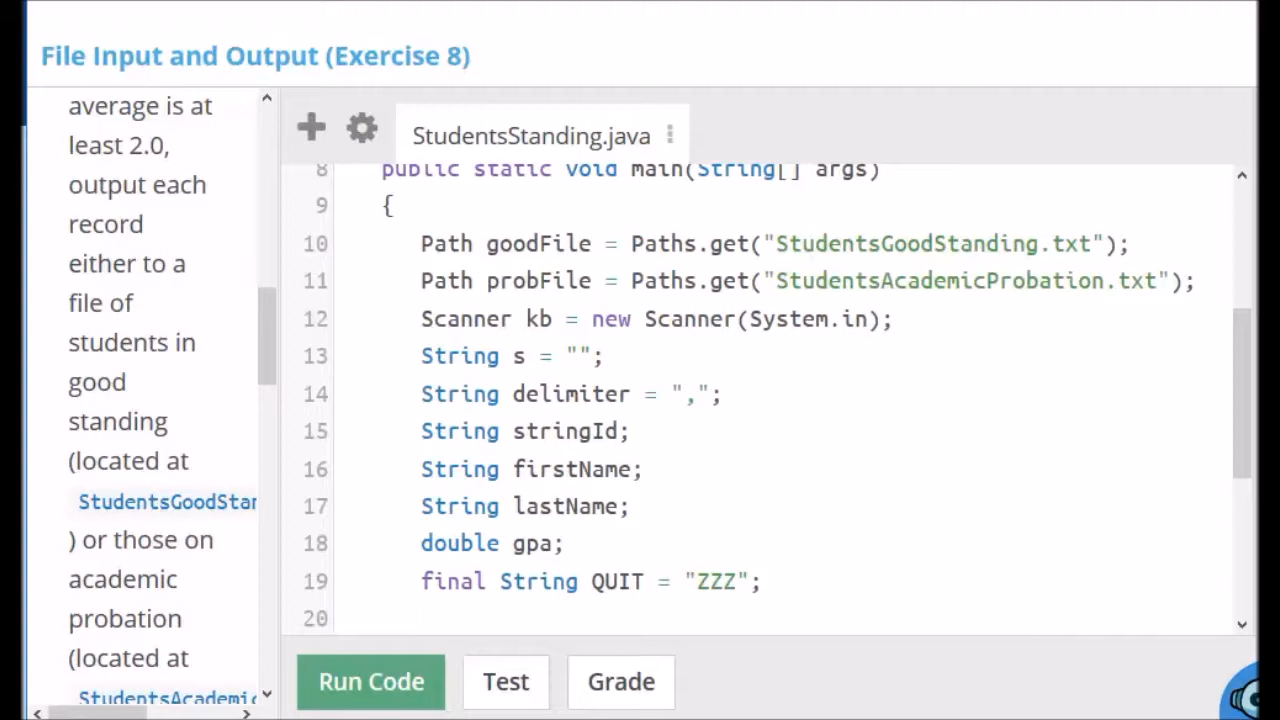 File Input and Output (Exercise 8)
average is at
least 2.0,
output each
record
either to a
file of
students in
good
standing
(located at
StudentsGoodStan
) or those on
academic
probation
(located at
StudentsAcademic
StudentsStanding.java
8 public static void main(String[] args)
9 {
10 Path goodFile = Paths.get("StudentsGoodStanding.txt");
11 Path probFile = Paths.get("StudentsAcademicProbation.txt");
12 Scanner kb = new Scanner(System.in);
13 String s = "";
14 String delimiter = ",";
15 String stringId;
16 String firstName;
17 String lastName;
18 double gpa;
19 final String QUIT = "ZZZ";
20
Run Code
Test
Grade